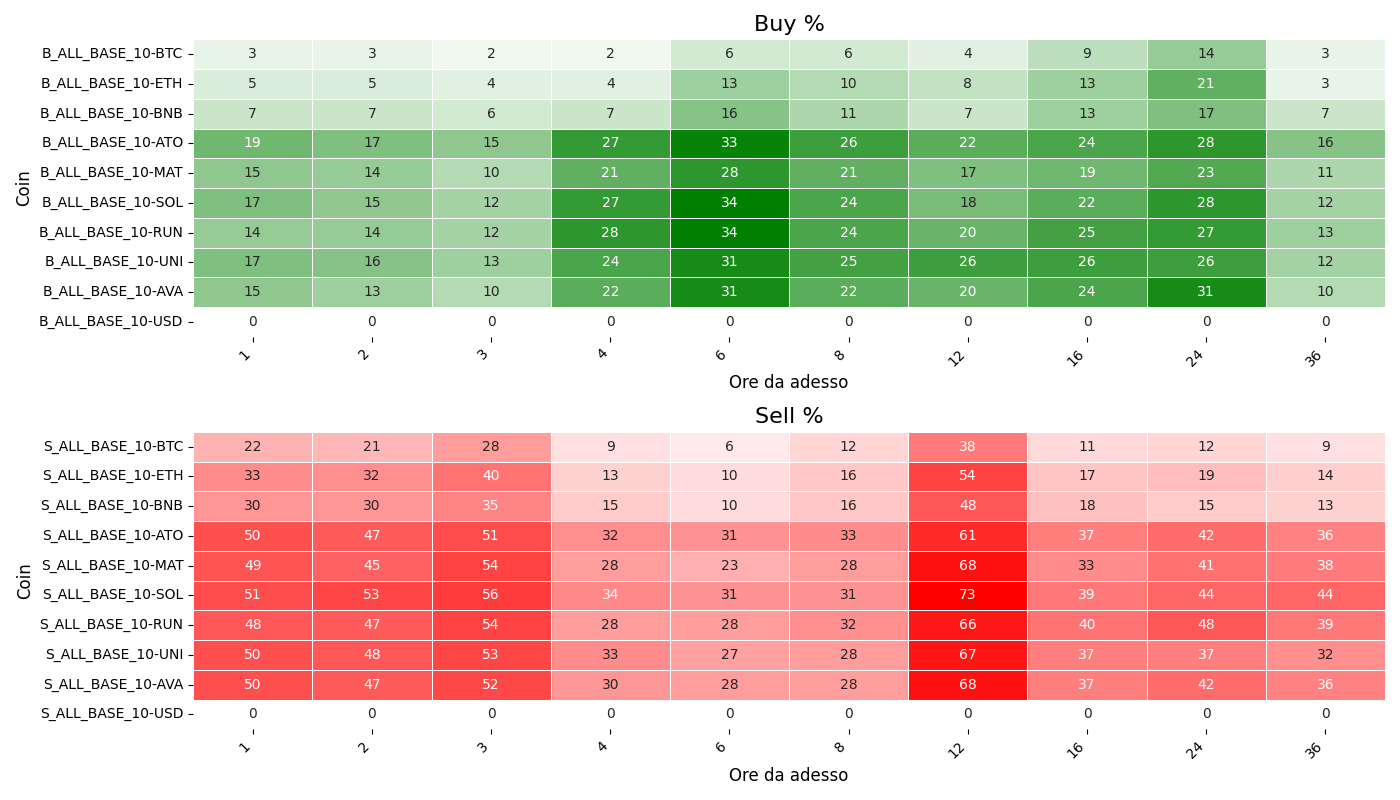 Buy %
Coin
B_ALL_BASE_10-BTC 3 3 2 2 6 6 4 9 14 3
B_ALL_BASE_10-ETH 5 5 4 4 13 10 8 13 21 3
B_ALL_BASE_10-BNB 7 7 6 7 16 11 7 13 17 7
B_ALL_BASE_10-ATO 19 17 15 27 33 26 22 24 28 16
B_ALL_BASE_10-MAT 15 14 10 21 28 21 17 19 23 11
B_ALL_BASE_10-SOL 17 15 12 27 34 24 18 22 28 12
B_ALL_BASE_10-RUN 14 14 12 28 34 24 20 25 27 13
B_ALL_BASE_10-UNI 17 16 13 24 31 25 26 26 26 12
B_ALL_BASE_10-AVA 15 13 10 22 31 22 20 24 31 10
B_ALL_BASE_10-USD 0 0 0 0 0 0 0 0 0 0
1 2 3 4 6 8 12 16 24 36
Ore da adesso
Sell %
Coin
S_ALL_BASE_10-BTC 22 21 28 9 6 12 38 11 12 9
S_ALL_BASE_10-ETH 33 32 40 13 10 16 54 17 19 14
S_ALL_BASE_10-BNB 30 30 35 15 10 16 48 18 15 13
S_ALL_BASE_10-ATO 50 47 51 32 31 33 61 37 42 36
S_ALL_BASE_10-MAT 49 45 54 28 23 28 68 33 41 38
S_ALL_BASE_10-SOL 51 53 56 34 31 31 73 39 44 44
S_ALL_BASE_10-RUN 48 47 54 28 28 32 66 40 48 39
S_ALL_BASE_10-UNI 50 48 53 33 27 28 67 37 37 32
S_ALL_BASE_10-AVA 50 47 52 30 28 28 68 37 42 36
S_ALL_BASE_10-USD 0 0 0 0 0 0 0 0 0 0
1 2 3 4 6 8 12 16 24 36
Ore da adesso